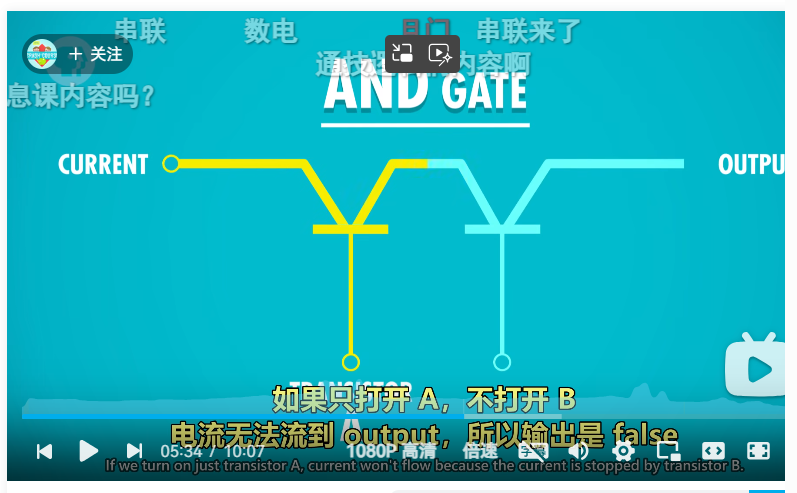 串联 数电 串联来了
+ 关注
息课内容吗?
AND GATE
CURRENT
OUTPU
如果只打开 A，不打开 B
电流无法流到 output，所以输出是 false
05:34 / 10:07 1080P 高清 倍速
If we turn on just transistor A, current won't flow because the current is stopped by transistor B.